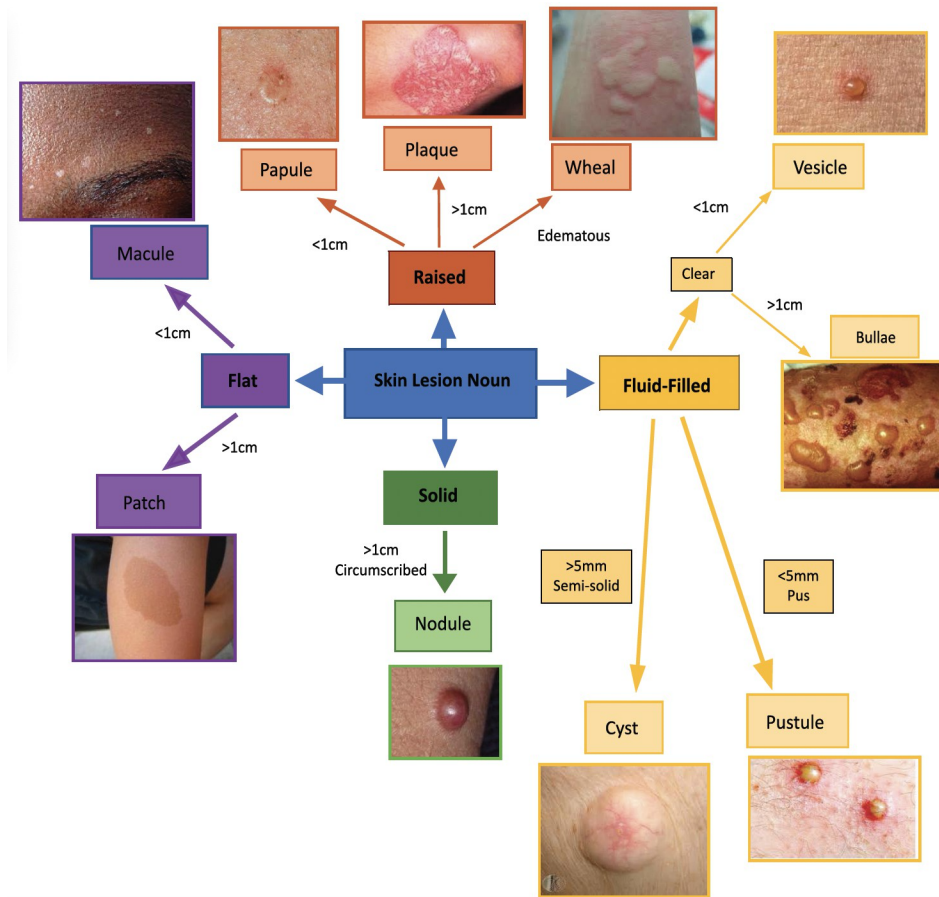 Papule
Plaque
Wheal
Vesicle
<1cm
>1cm
Edematous
<1cm
Macule
Raised
Clear
>1cm
<1cm
Bullae
Flat
Skin Lesion Noun
Fluid-Filled
>1cm
Patch
Solid
>1cm
Circumscribed
>5mm
Semi-solid
<5mm
Pus
Nodule
Cyst
Pustule